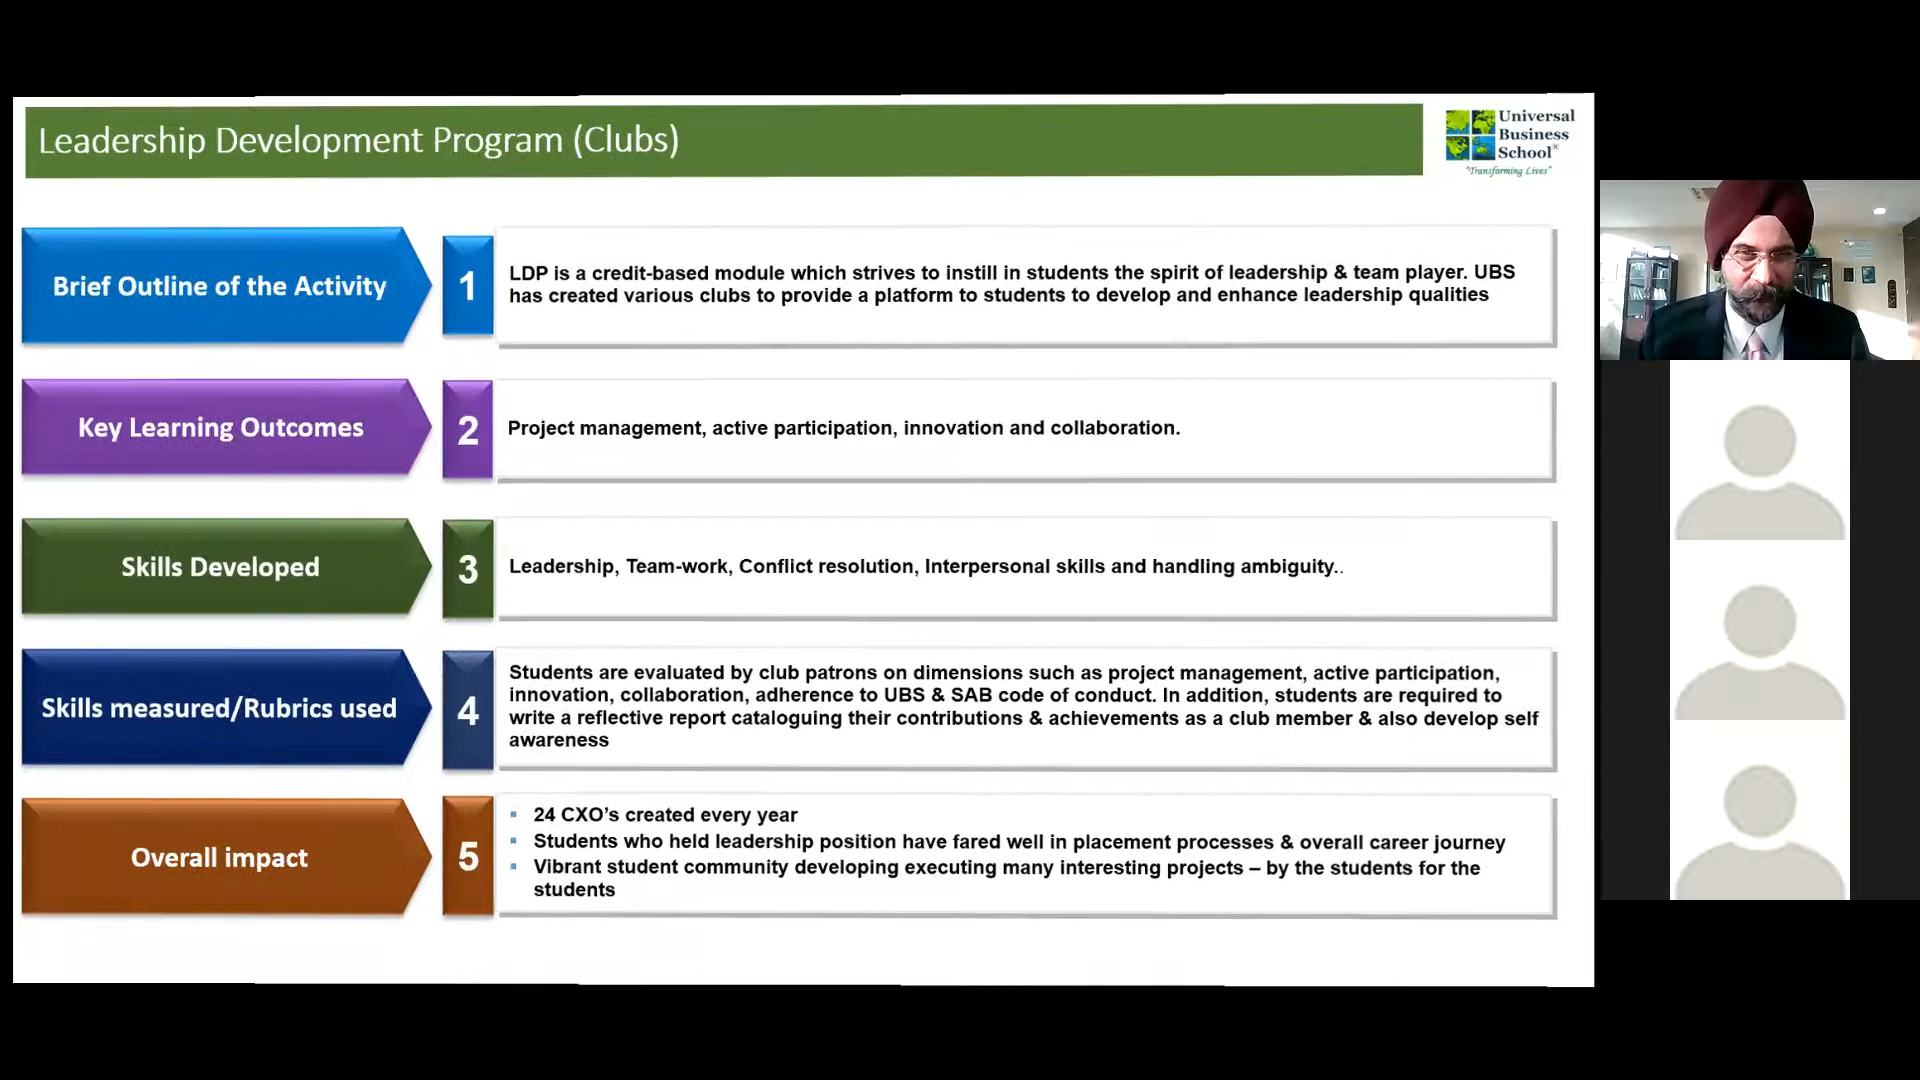 Leadership Development Program (Clubs)
Universal
Business
School®
"Transforming Lives"
Brief Outline of the Activity
1
LDP is a credit-based module which strives to instill in students the spirit of leadership & team player. UBS
has created various clubs to provide a platform to students to develop and enhance leadership qualities
Key Learning Outcomes
2
Project management, active participation, innovation and collaboration.
Skills Developed
3
Leadership, Team-work, Conflict resolution, Interpersonal skills and handling ambiguity..
Skills measured/Rubrics used
4
Students are evaluated by club patrons on dimensions such as project management, active participation,
innovation, collaboration, adherence to UBS & SAB code of conduct. In addition, students are required to
write a reflective report cataloguing their contributions & achievements as a club member & also develop self
awareness
Overall impact
5
▪ 24 CXO’s created every year
▪ Students who held leadership position have fared well in placement processes & overall career journey
▪ Vibrant student community developing executing many interesting projects – by the students for the
students